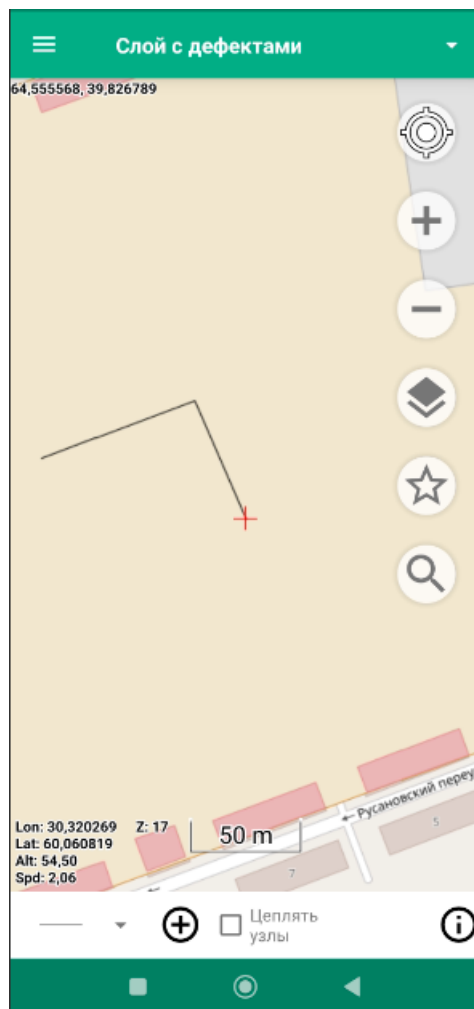 Слой с дефектами
64,555568, 39,826789
Русановский переу
5
Lon: 30,320269 Z: 17
50 m
Lat: 60,060819
Alt: 54,50
Spd: 2,06
7
Цеплять
узлы